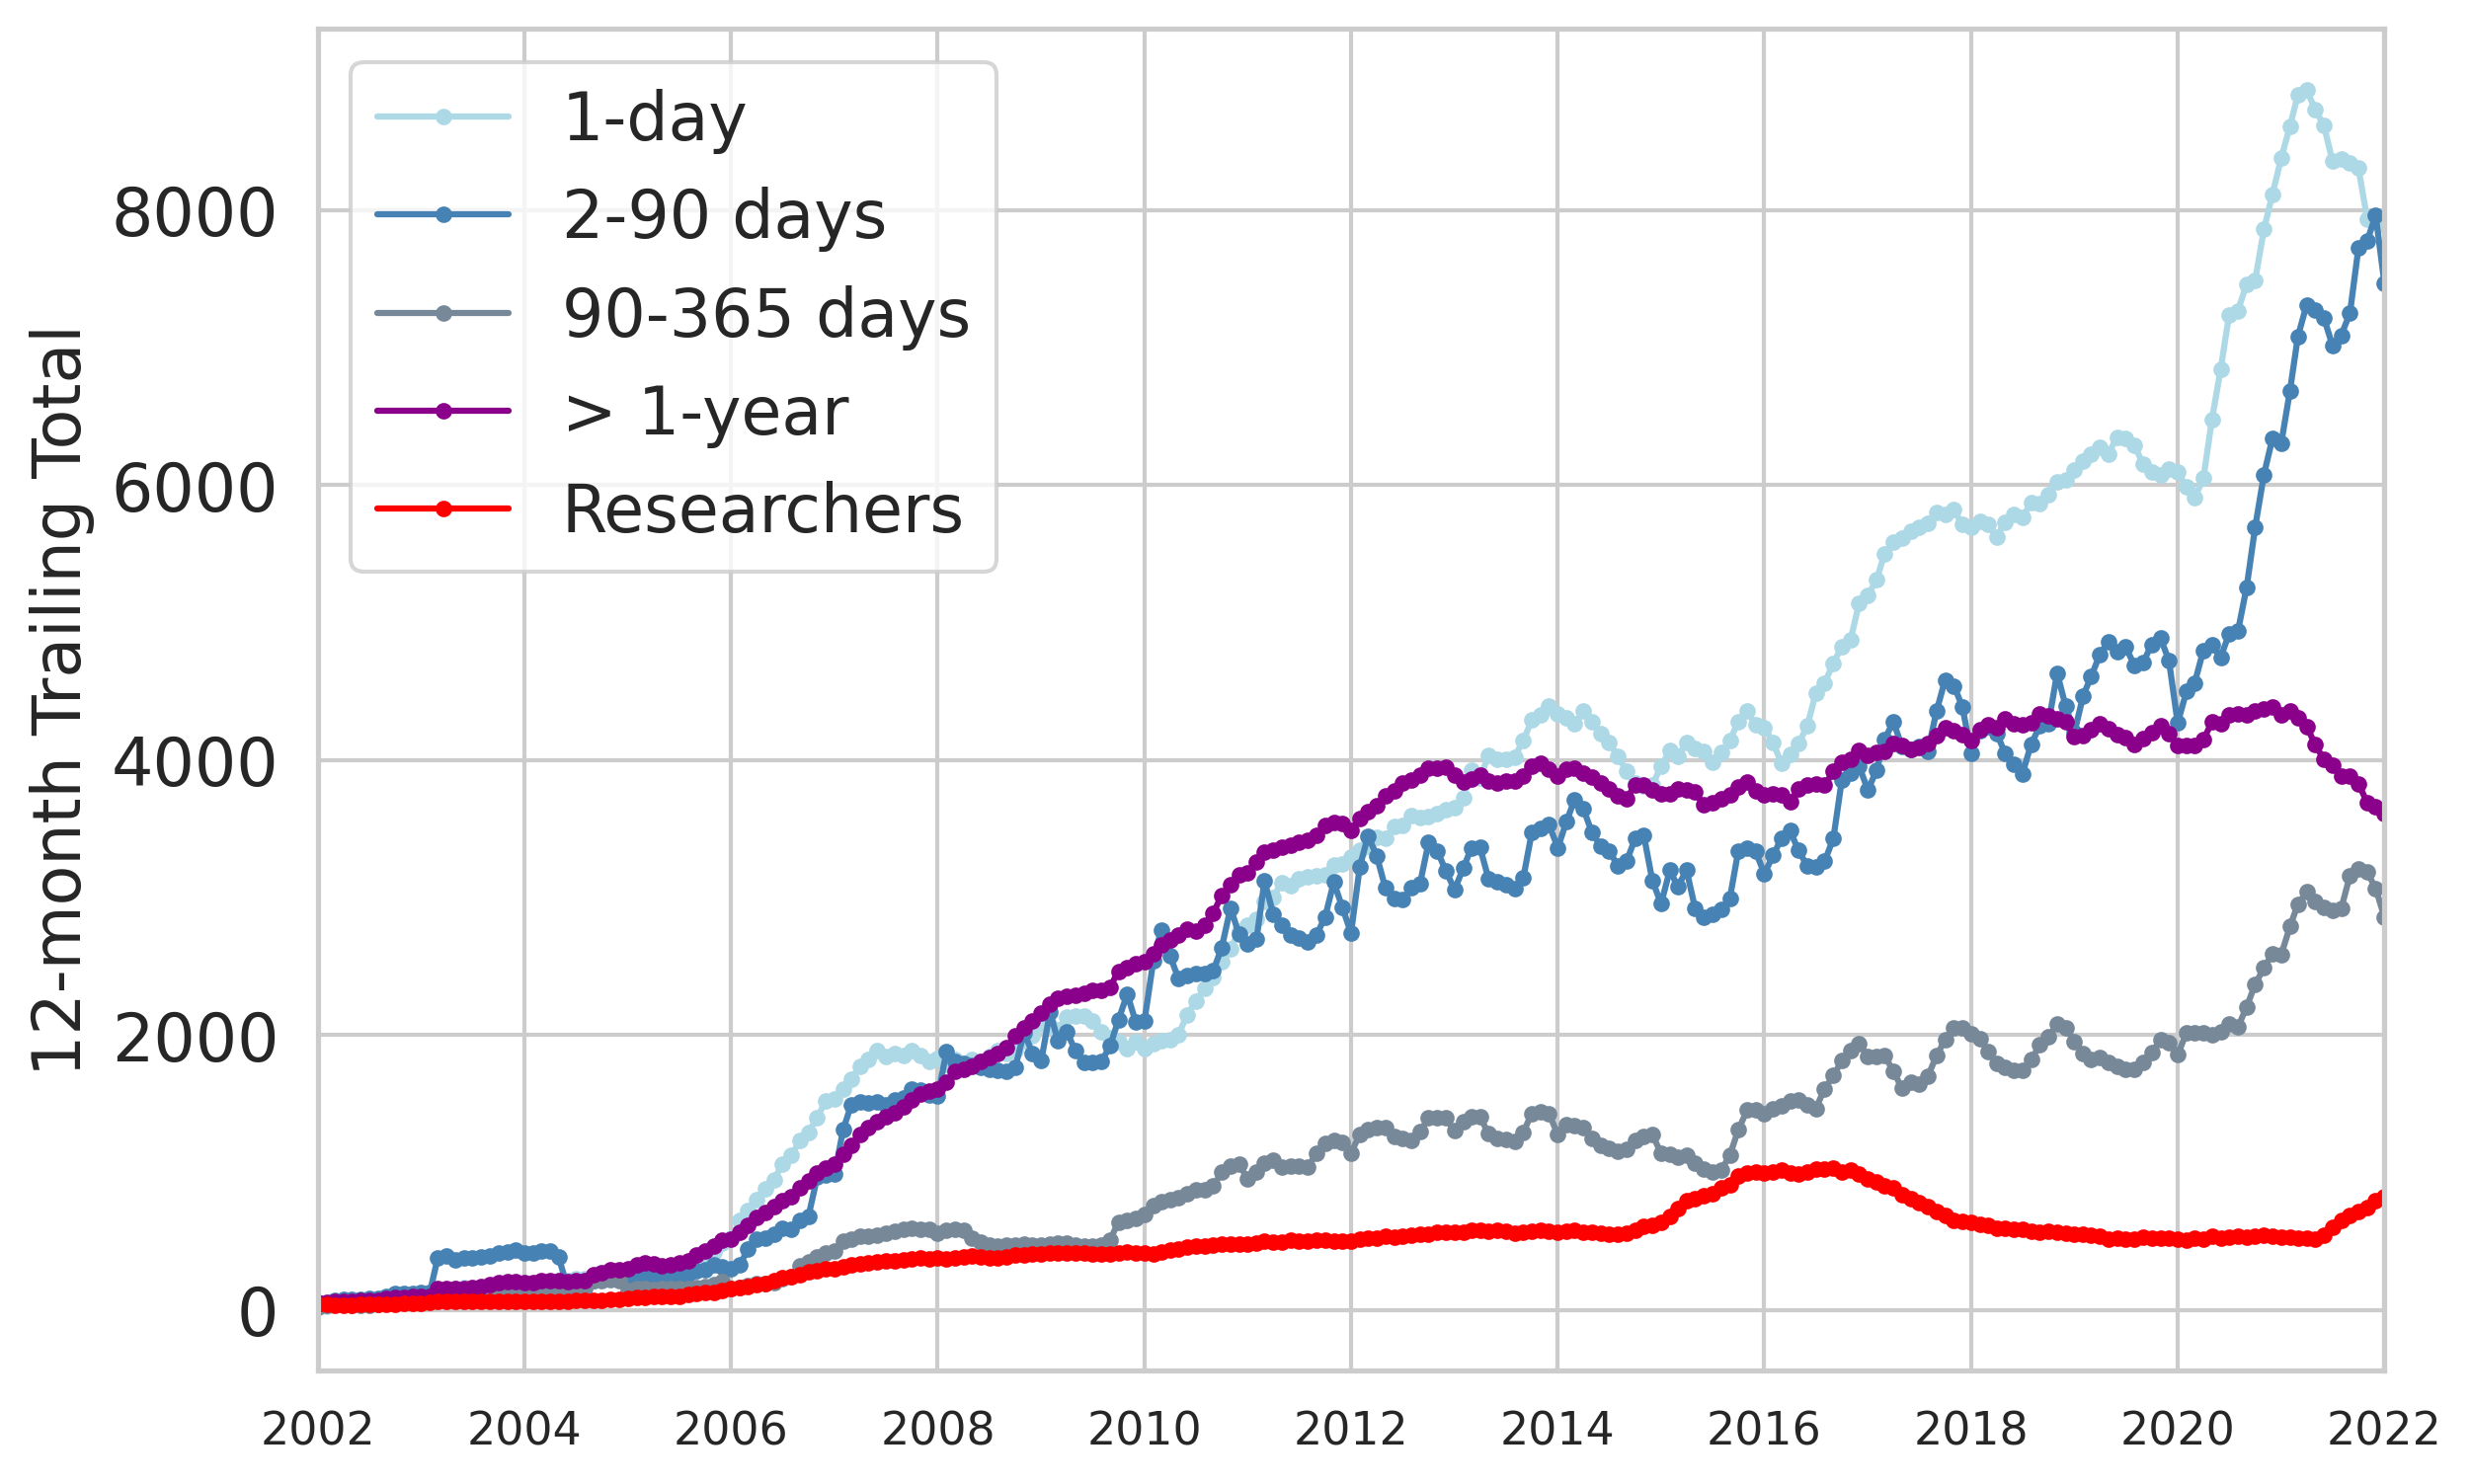 1-day
2-90 days
90-365 days
> 1-year
Researchers
12-month Trailing Total
8000
6000
4000
2000
0
2002 2004 2006 2008 2010 2012 2014 2016 2018 2020 2022